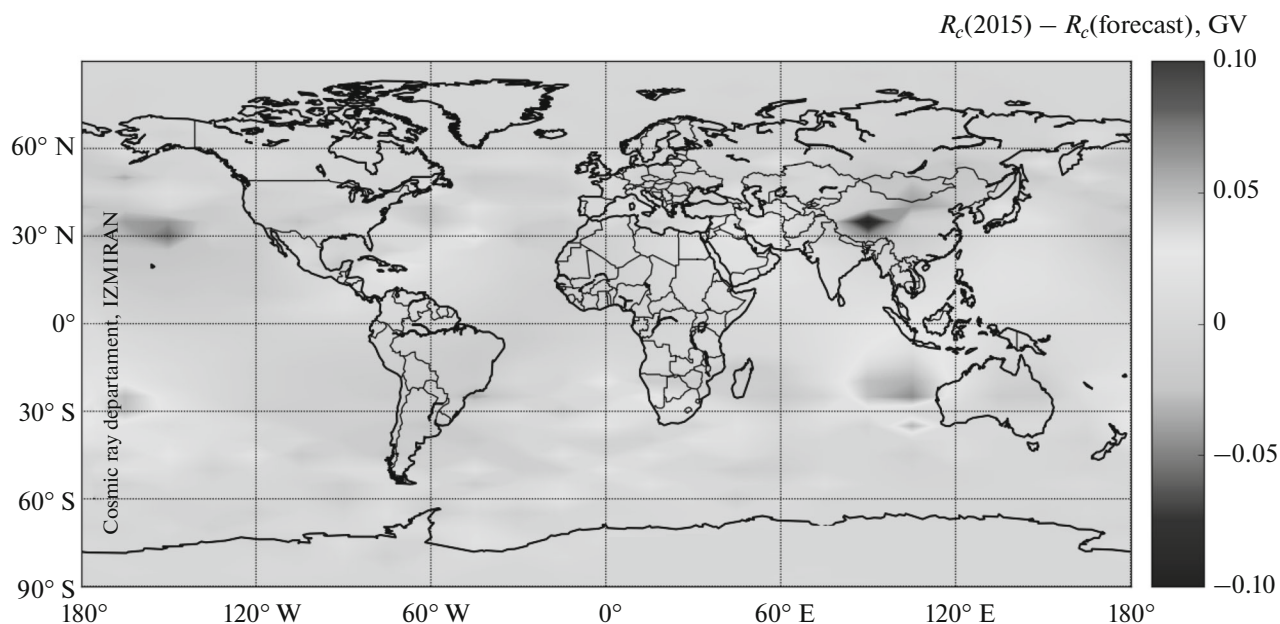 R_c(2015) – R_c(forecast), GV
0.10
0.05
0
–0.05
–0.10
60° N
30° N
0°
30° S
60° S
90° S
180°
120° W
60° W
0°
60° E
120° E
180°
Cosmic ray departament, IZMIRAN